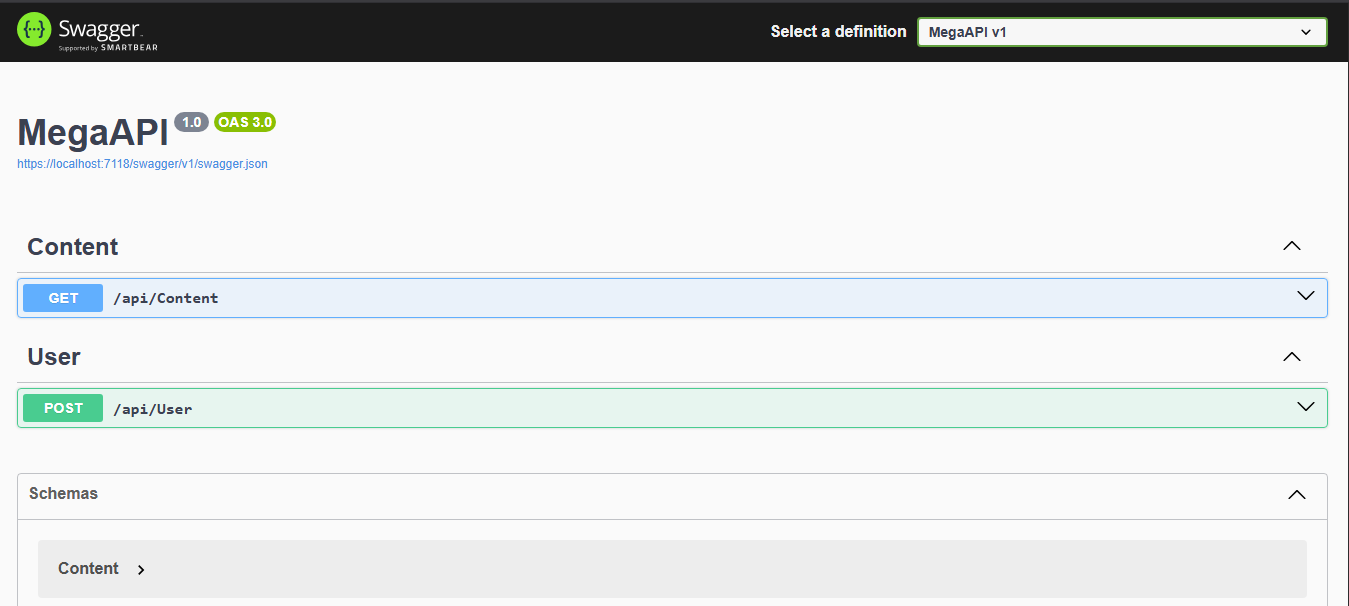 Swagger
Supported by SMARTBEAR
Select a definition
MegaAPI v1
MegaAPI 1.0 OAS 3.0
https://localhost:7118/swagger/v1/swagger.json
Content
GET /api/Content
User
POST /api/User
Schemas
Content